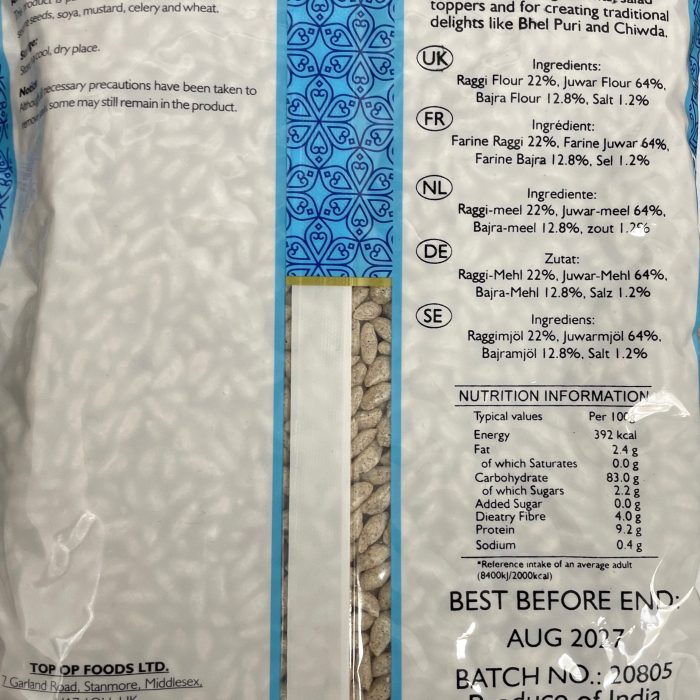 seeds, soya, mustard, celery and wheat.
cool, dry place.
necessary precautions have been taken to
some may still remain in the product.
TOP OP FOODS LTD.
7 Garland Road, Stanmore, Middlesex,
toppers and for creating traditional
delights like Bhel Puri and Chiwda.
UK
Ingredients:
Raggi Flour 22%, Juwar Flour 64%,
Bajra Flour 12.8%, Salt 1.2%
FR
Ingrédient:
Farine Raggi 22%, Farine Juwar 64%,
Farine Bajra 12.8%, Sel 1.2%
NL
Ingrediente:
Raggi-meel 22%, Juwar-meel 64%,
Bajra-meel 12.8%, zout 1.2%
DE
Zutat:
Raggi-Mehl 22%, Juwar-Mehl 64%,
Bajra-Mehl 12.8%, Salz 1.2%
SE
Ingrediens:
Raggimjöl 22%, Juwarmjöl 64%,
Bajramjöl 12.8%, Salt 1.2%
NUTRITION INFORMATION
Typical values Per 100g
Energy 392 kcal
Fat 2.4 g
of which Saturates 0.0 g
Carbohydrate 83.0 g
of which Sugars 2.2 g
Added Sugar 0.0 g
Dieatry Fibre 4.0 g
Protein 9.2 g
Sodium 0.4 g
*Reference intake of an average adult
(8400kJ/2000kcal)
BEST BEFORE END:
AUG 2027
BATCH NO.: 20805
Produce of India